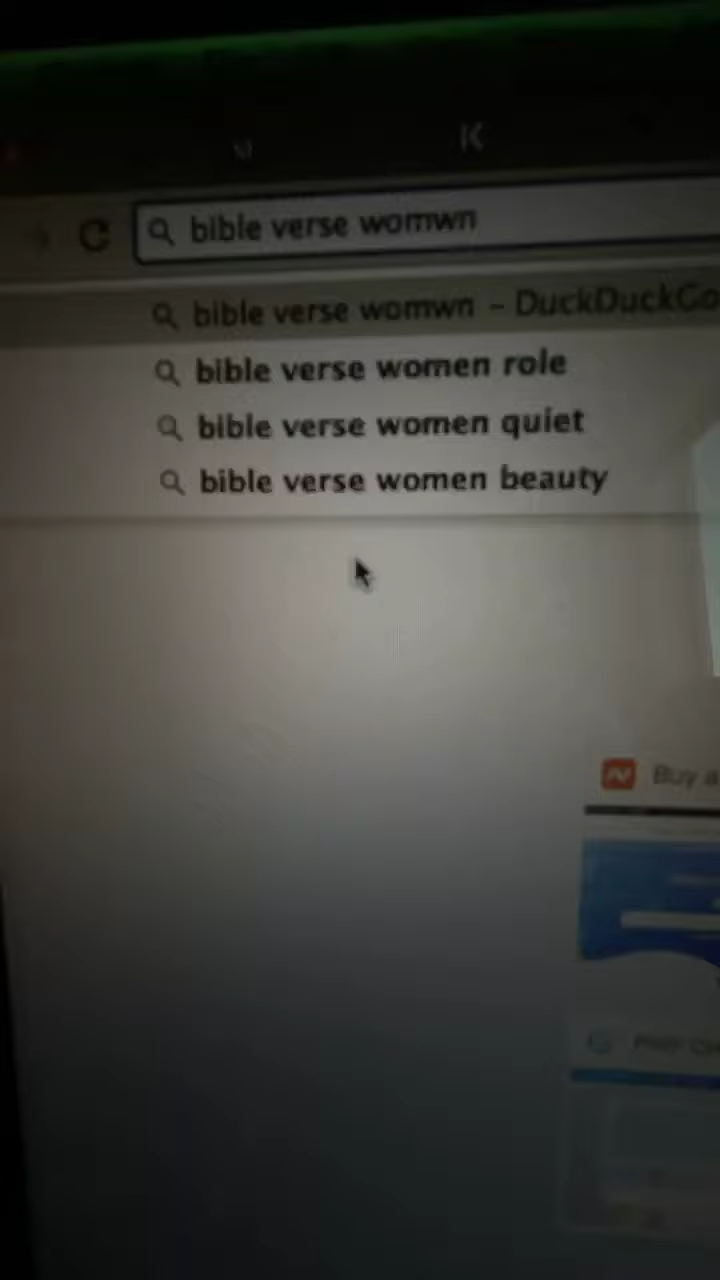 K
bible verse womwn
bible verse womwn - DuckDuckGo
bible verse women role
bible verse women quiet
bible verse women beauty
Buy a